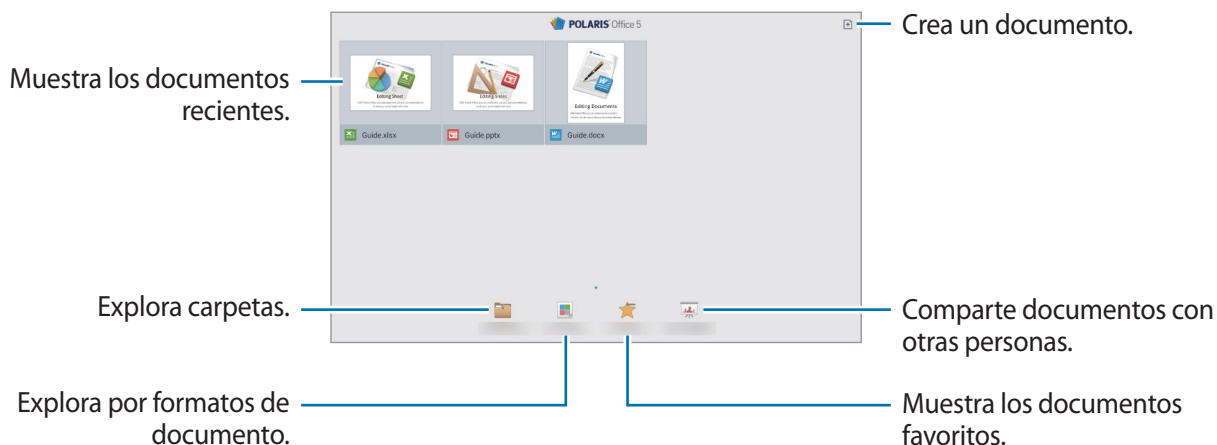 POLARIS Office 5
Crea un documento.
Muestra los documentos
recientes.
Editing Sheet
Editing Slides
Editing Documents
Guide.xlsx
Guide.pptx
Guide.docx
Explora carpetas.
Comparte documentos con
otras personas.
Explora por formatos de
documento.
Muestra los documentos
favoritos.